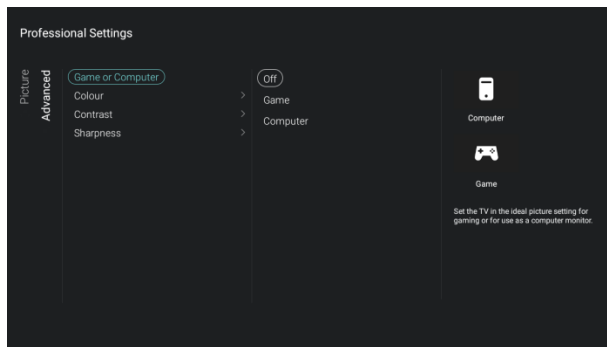 Professional Settings
Picture
Advanced
Game or Computer
Colour
Contrast
Sharpness
Off
Game
Computer
Computer
Game
Set the TV in the ideal picture setting for
gaming or for use as a computer monitor.